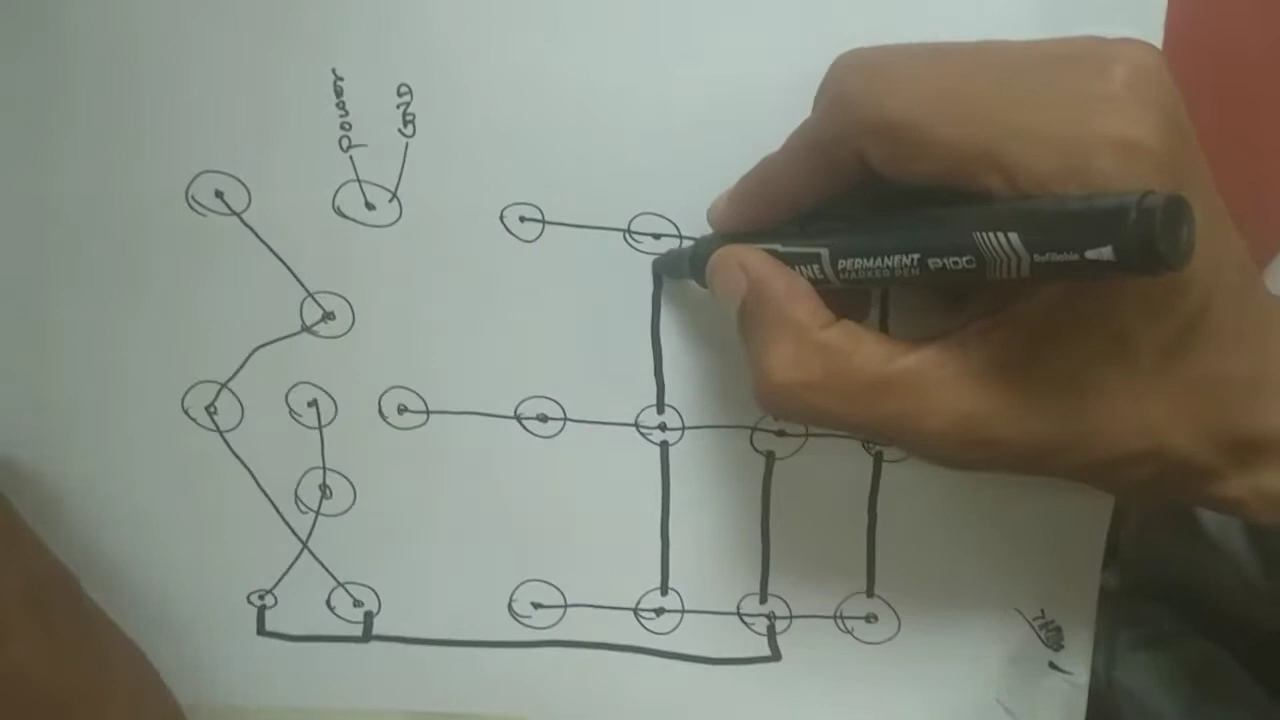 power
GND
PERMANENT
MARKER PEN
P100
Refillable